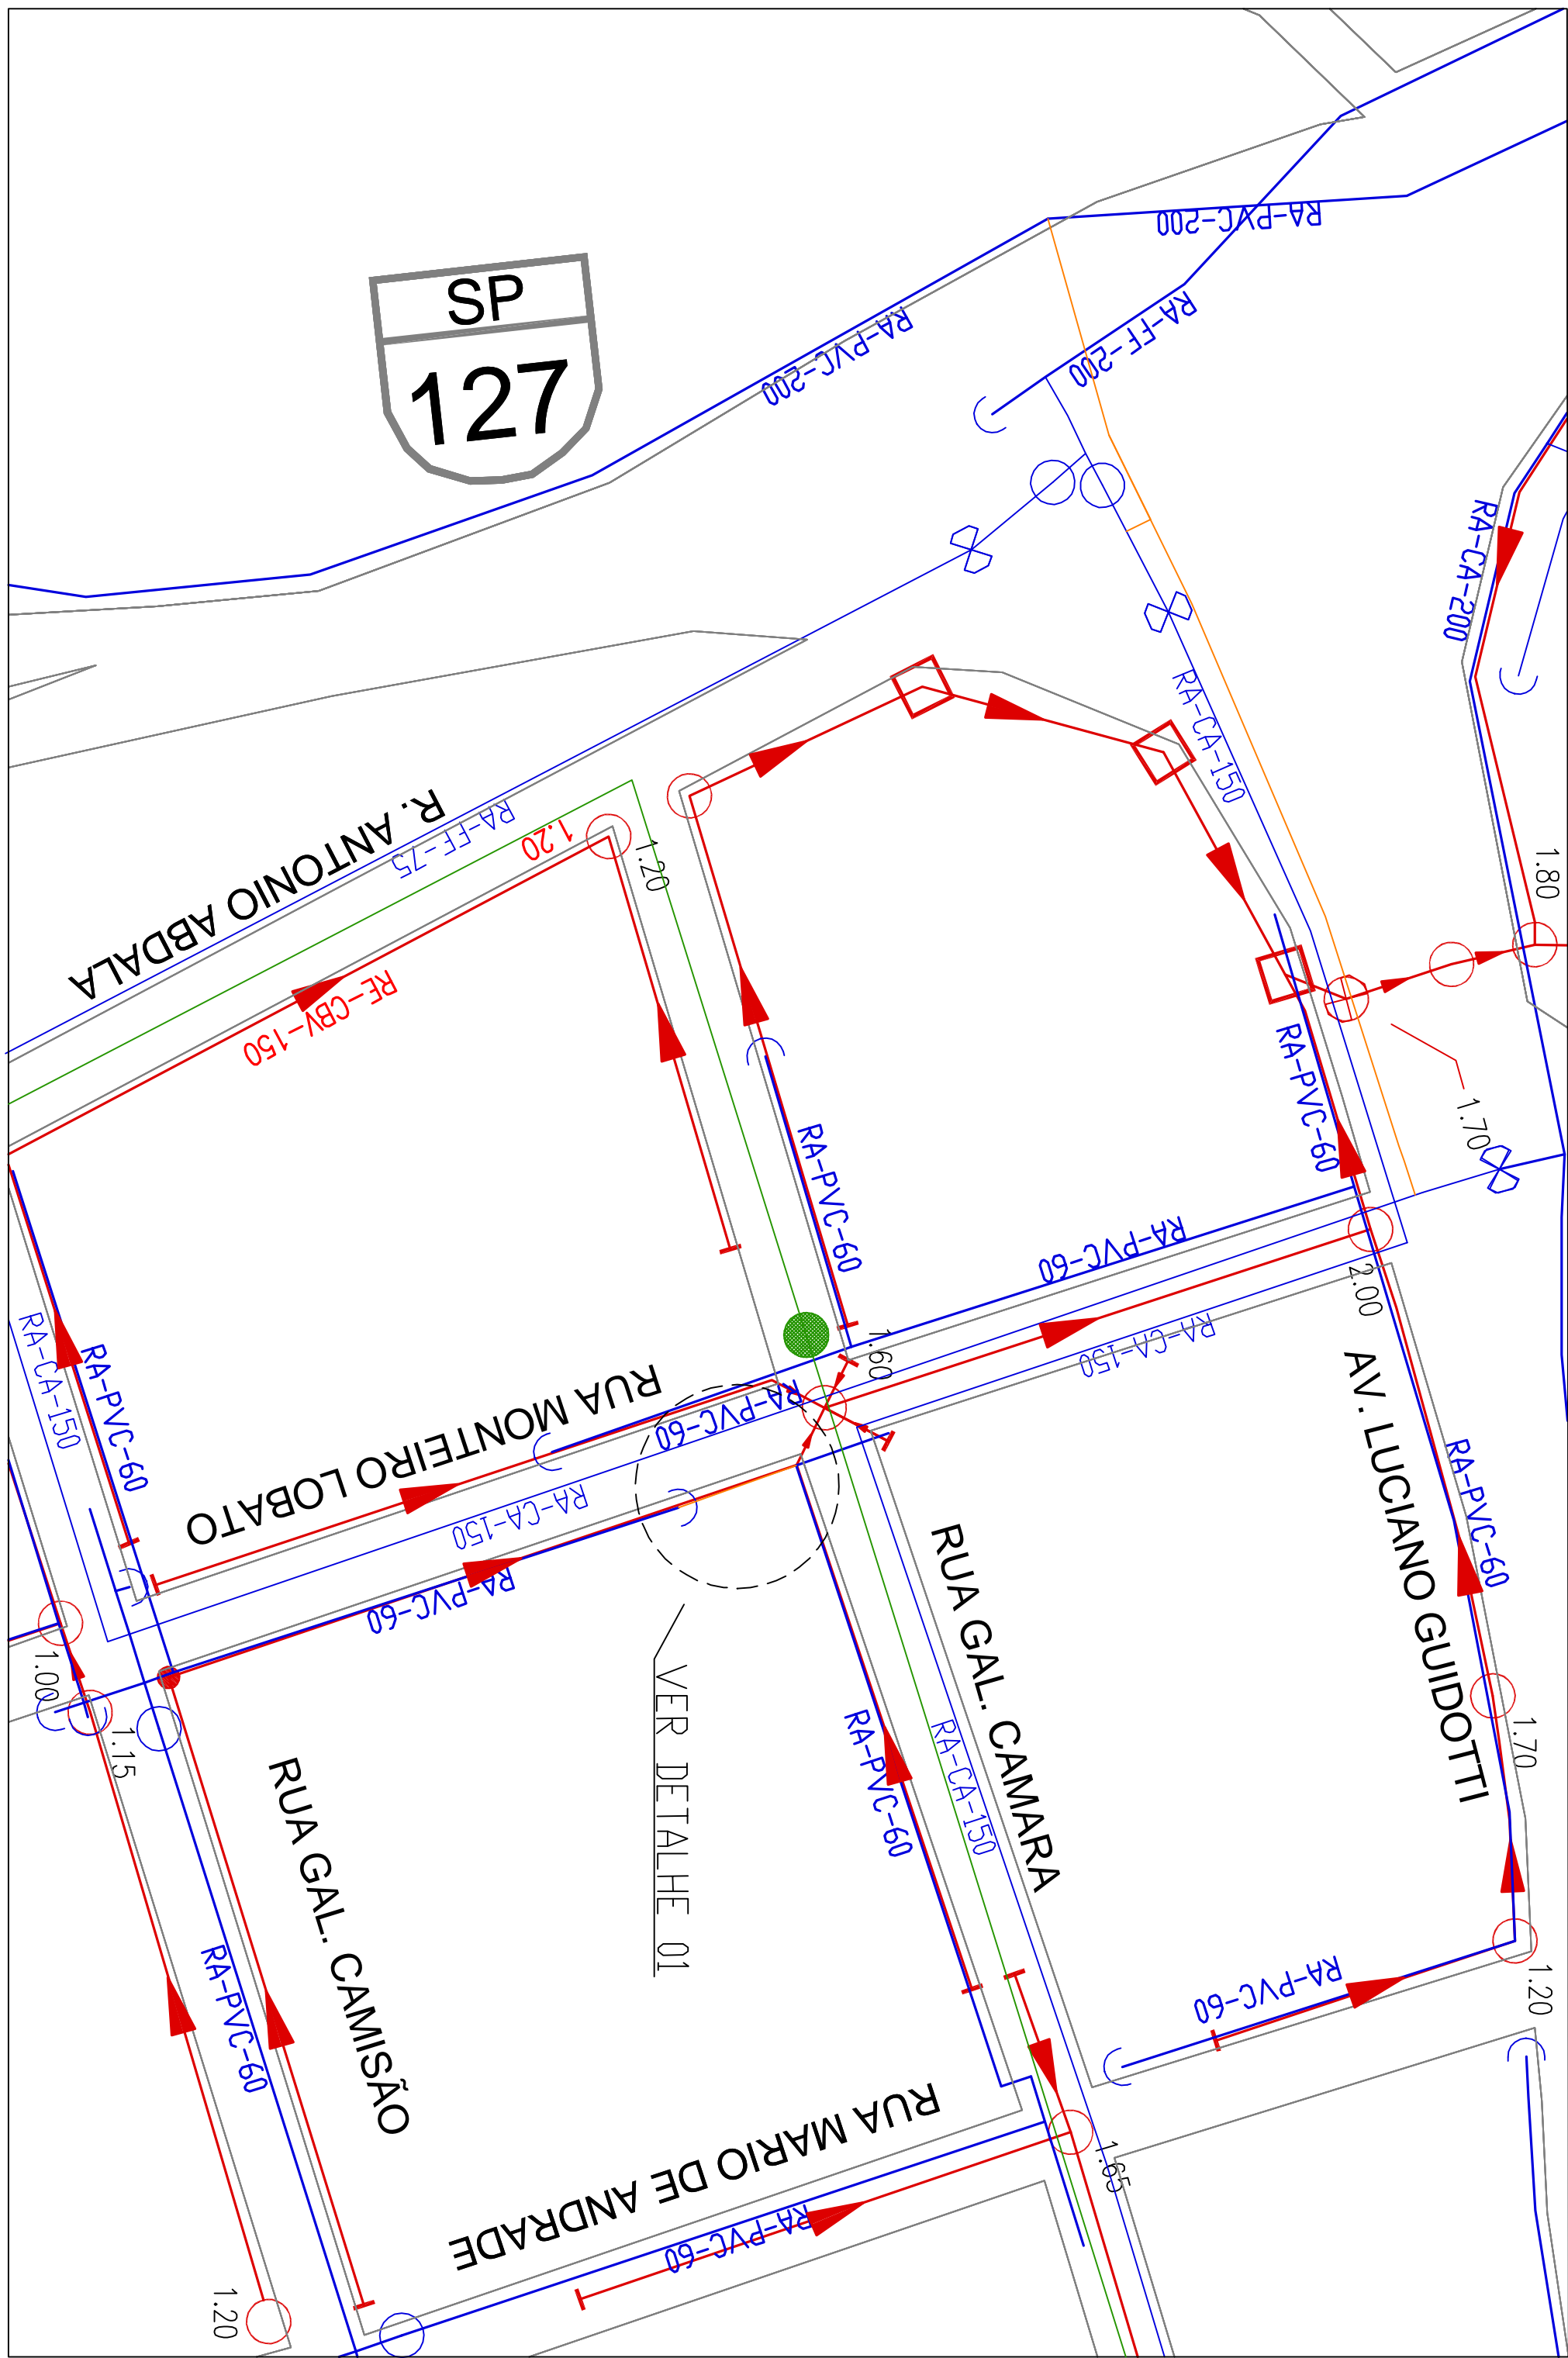 RA-PVC-200
SP
127
RA-FF-200
RA-PVC-200
RA-CA-200
RA-CA-150
R. ANTONIO ABDALA
RA-FF-75
1.20
1.20
1.80
RE-CBV-150
RA-PVC-60
1.70
RA-PVC-60
RA-PVC-60
2.00
RA-CA-150
RA-PVC-60
1.60
RA-CA-150
RUA MONTEIRO LOBATO
RA-PVC-60
AV. LUCIANO GUIDOTTI
RA-PVC-60
RA-CA-150
RA-PVC-60
RUA GAL. CAMARA
1.00
VER DETALHE 01
1.15
RA-PVC-60
RA-CA-150
1.70
RUA GAL. CAMISÃO
RA-PVC-60
RA-PVC-60
1.20
RUA MARIO DE ANDRADE
1.65
RA-PVC-60
1.20